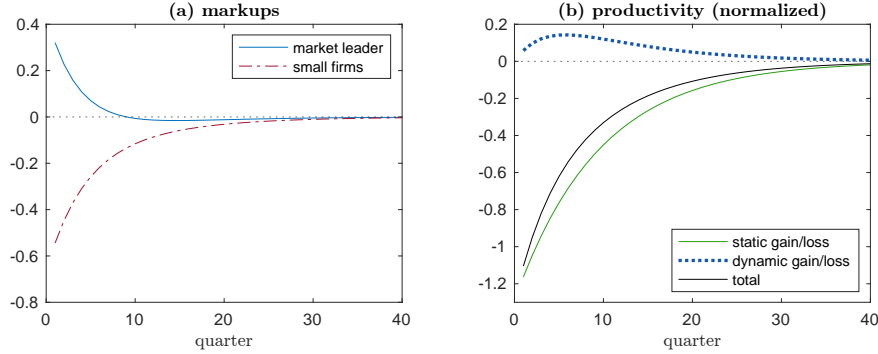 (a) markups
0.4
0.2
0
-0.2
-0.4
-0.6
-0.8
0
10
20
30
40
quarter
market leader
small firms
(b) productivity (normalized)
0.2
0
-0.2
-0.4
-0.6
-0.8
-1
-1.2
0
10
20
30
40
quarter
static gain/loss
dynamic gain/loss
total